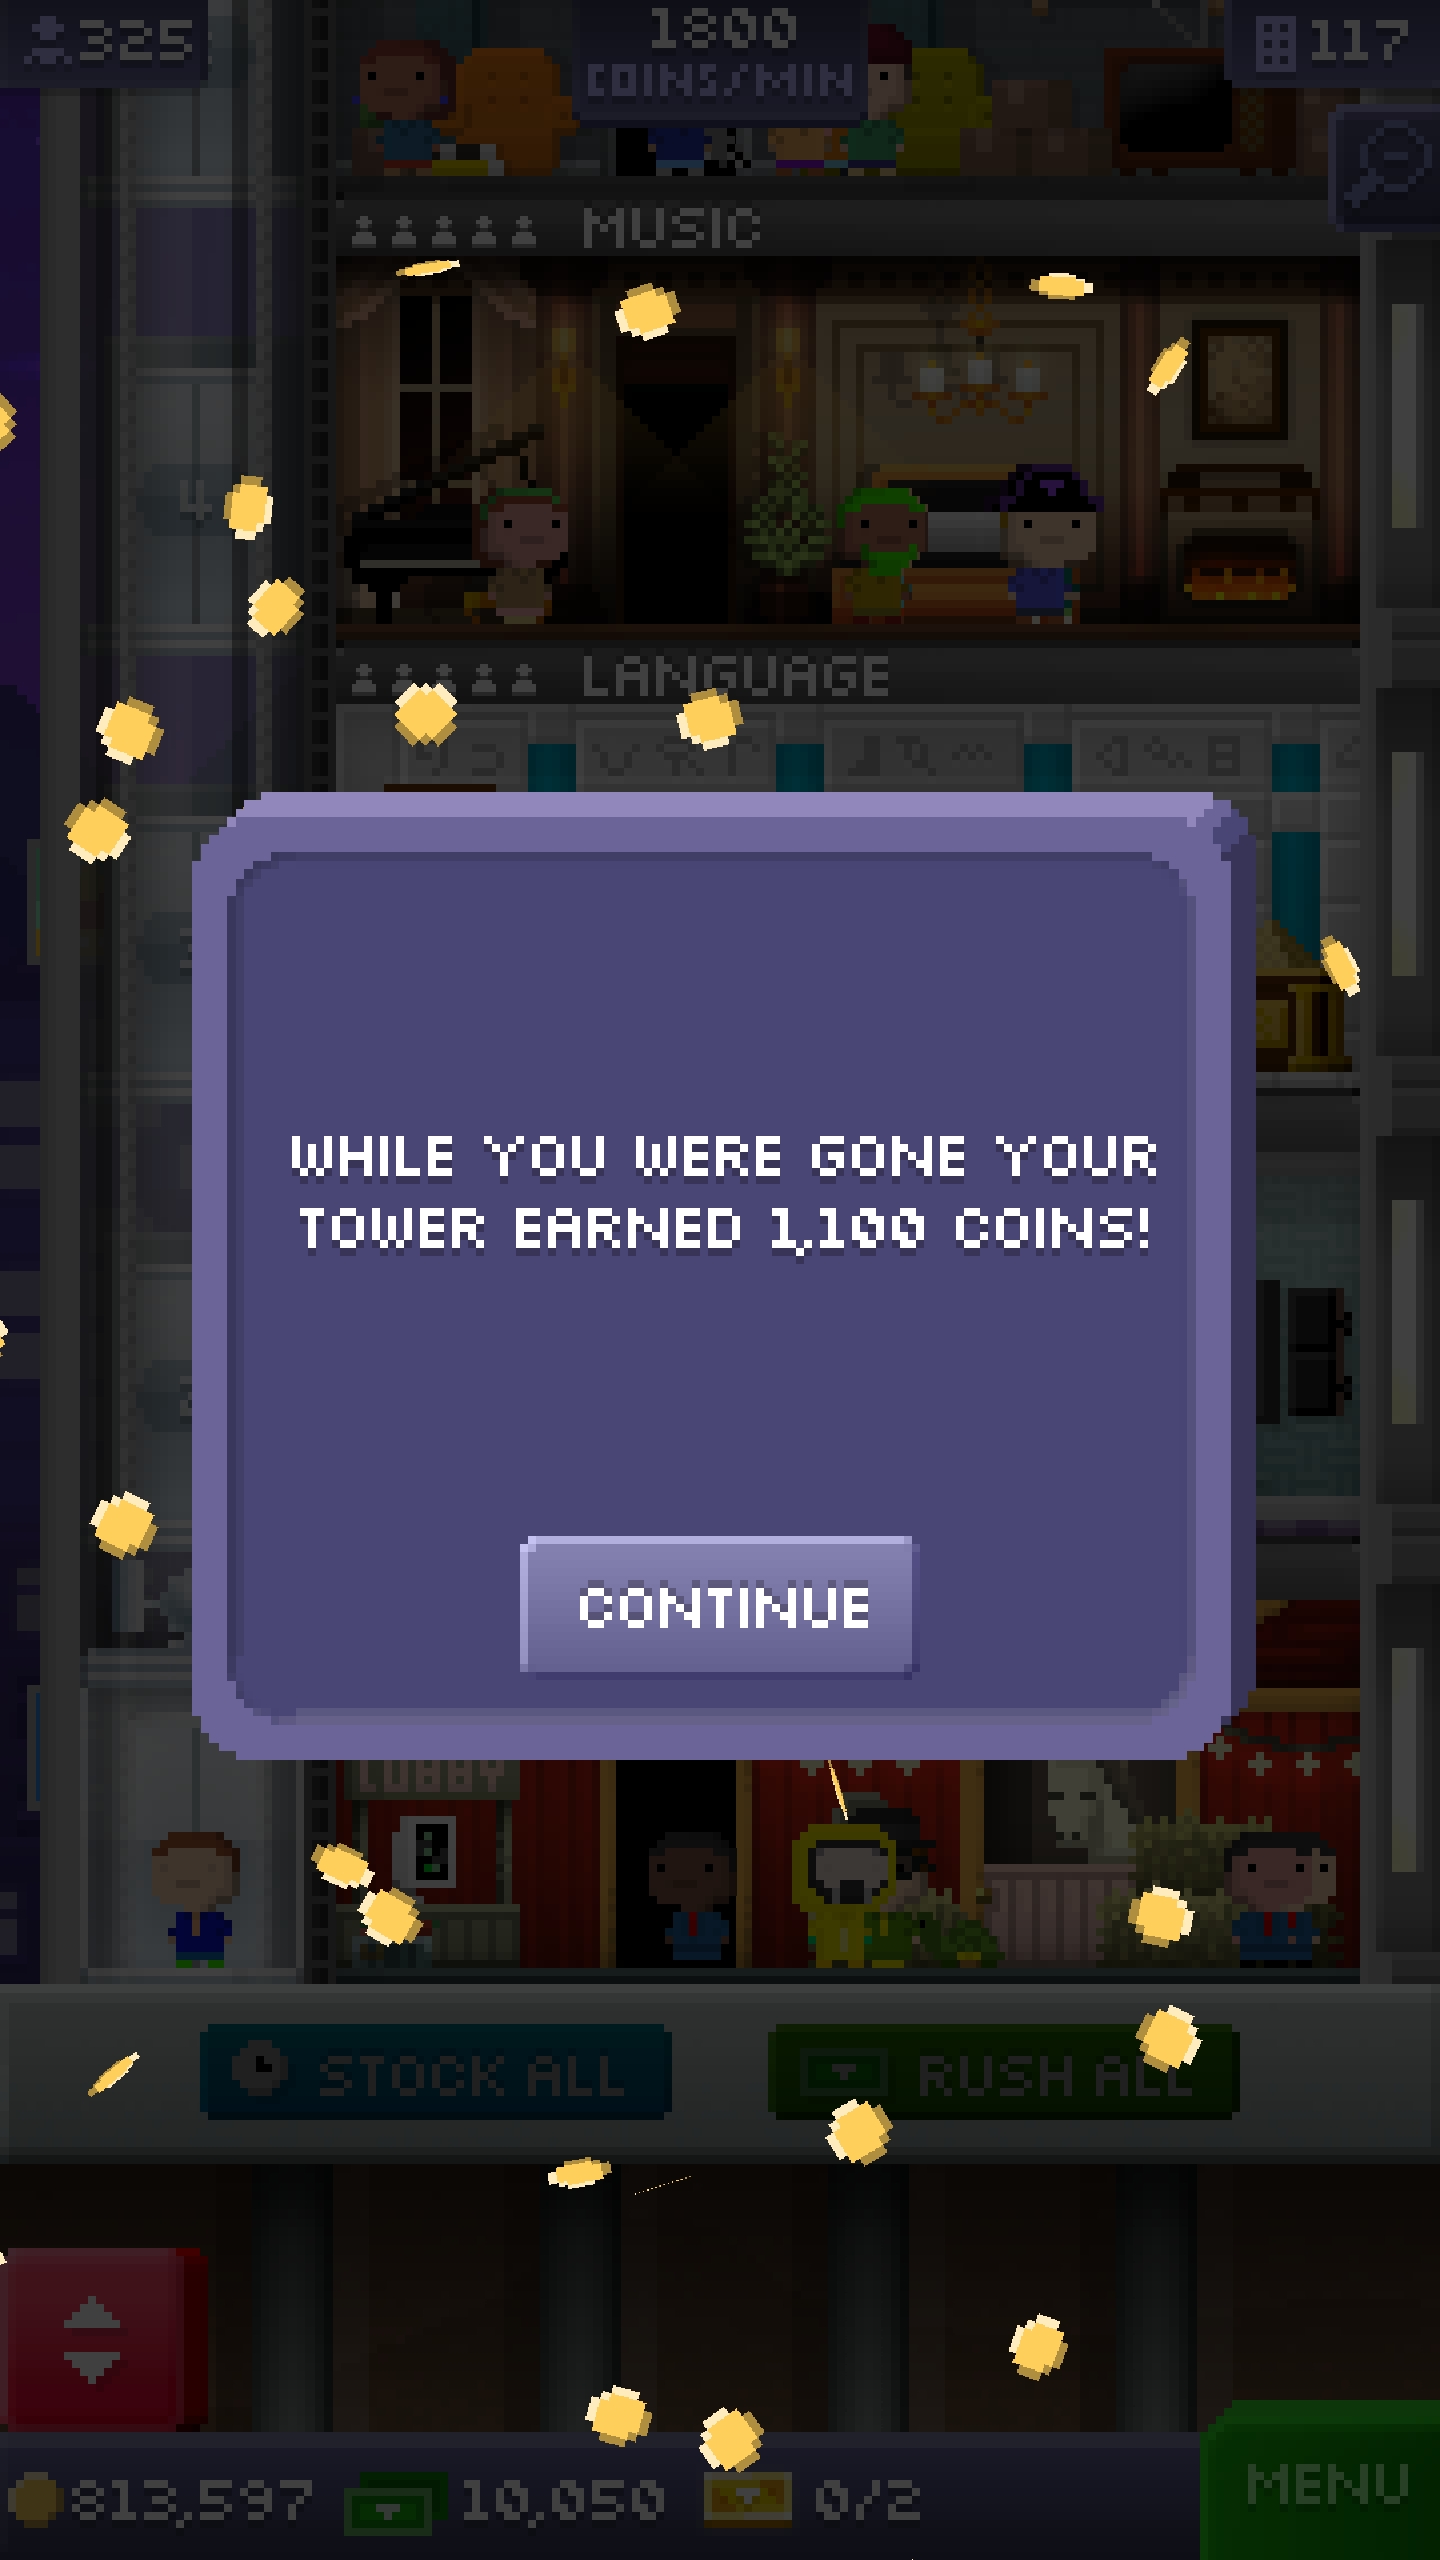 325
1800
COINS/MIN
117
MUSIC
4
LANGUAGE
WHILE YOU WERE GONE YOUR
TOWER EARNED 1,100 COINS!
CONTINUE
LOBBY
STOCK ALL
RUSH ALL
813,597
10,050
0/2
MENU